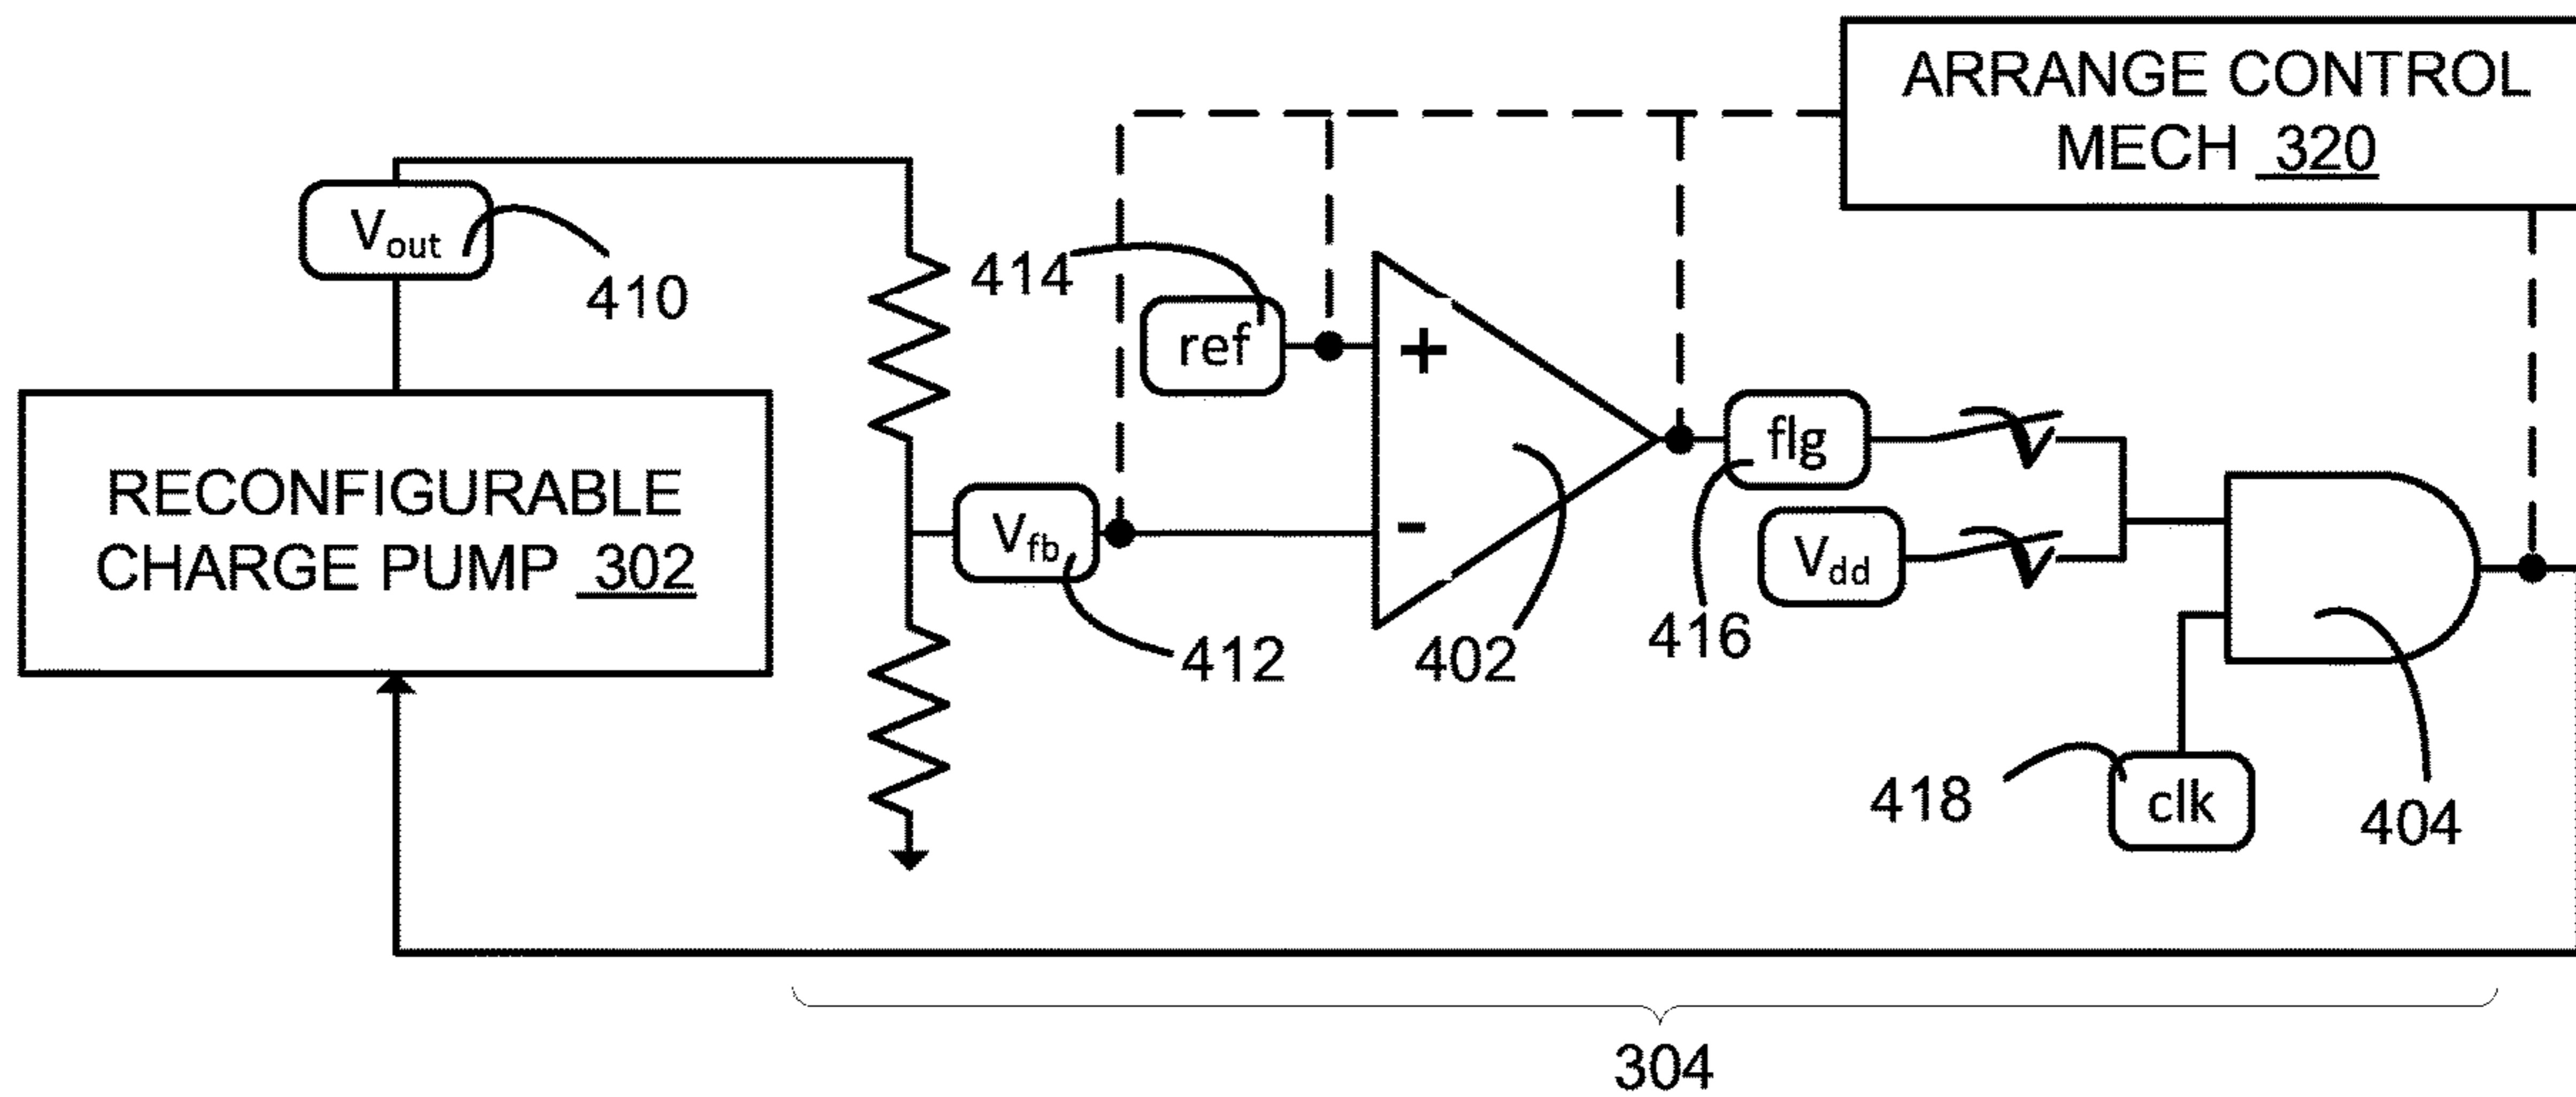 ARRANGE CONTROL
MECH 320
Vout
410
414
ref
+
flg
RECONFIGURABLE
CHARGE PUMP 302
Vfb
-
Vdd
412
402
416
418
clk
404
304